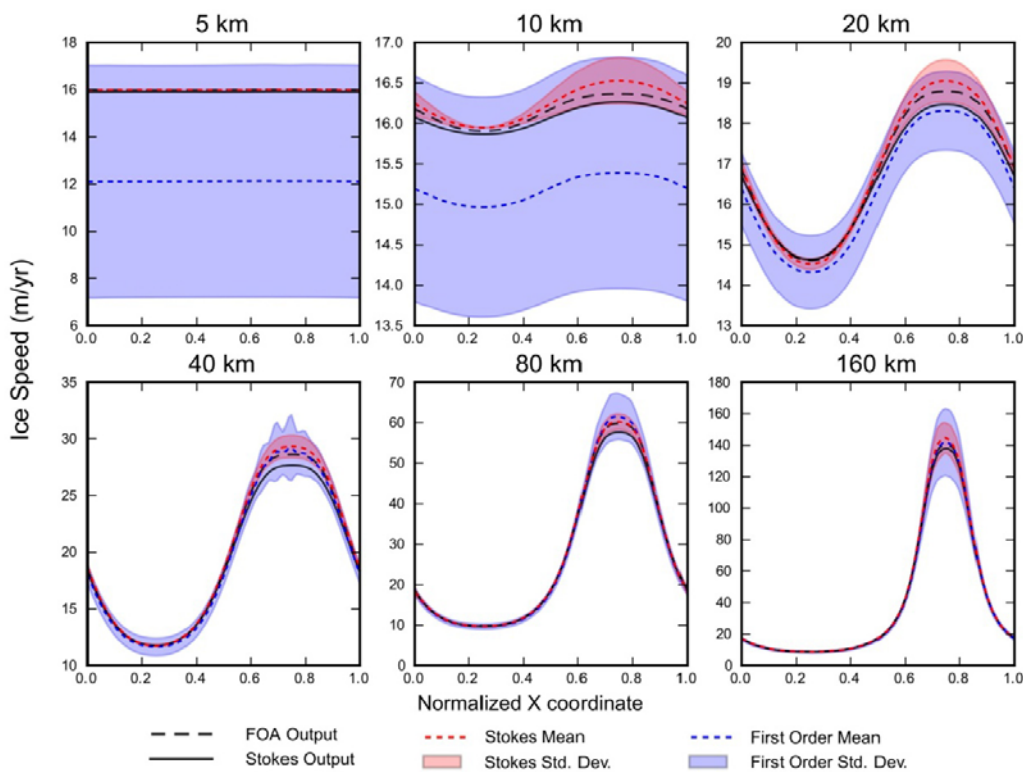 5 km
10 km
20 km
18
16
14
12
10
8
6
0.0 0.2 0.4 0.6 0.8 1.0
17.0
16.5
16.0
15.5
15.0
14.5
14.0
13.5
0.0 0.2 0.4 0.6 0.8 1.0
20
19
18
17
16
15
14
13
0.0 0.2 0.4 0.6 0.8 1.0
Ice Speed (m/yr)
40 km
80 km
160 km
35
30
25
20
15
10
0.0 0.2 0.4 0.6 0.8 1.0
70
60
50
40
30
20
10
0
0.0 0.2 0.4 0.6 0.8 1.0
180
160
140
120
100
80
60
40
20
0
0.0 0.2 0.4 0.6 0.8 1.0
Normalized X coordinate
FOA Output
Stokes Output
Stokes Mean
Stokes Std. Dev.
First Order Mean
First Order Std. Dev.